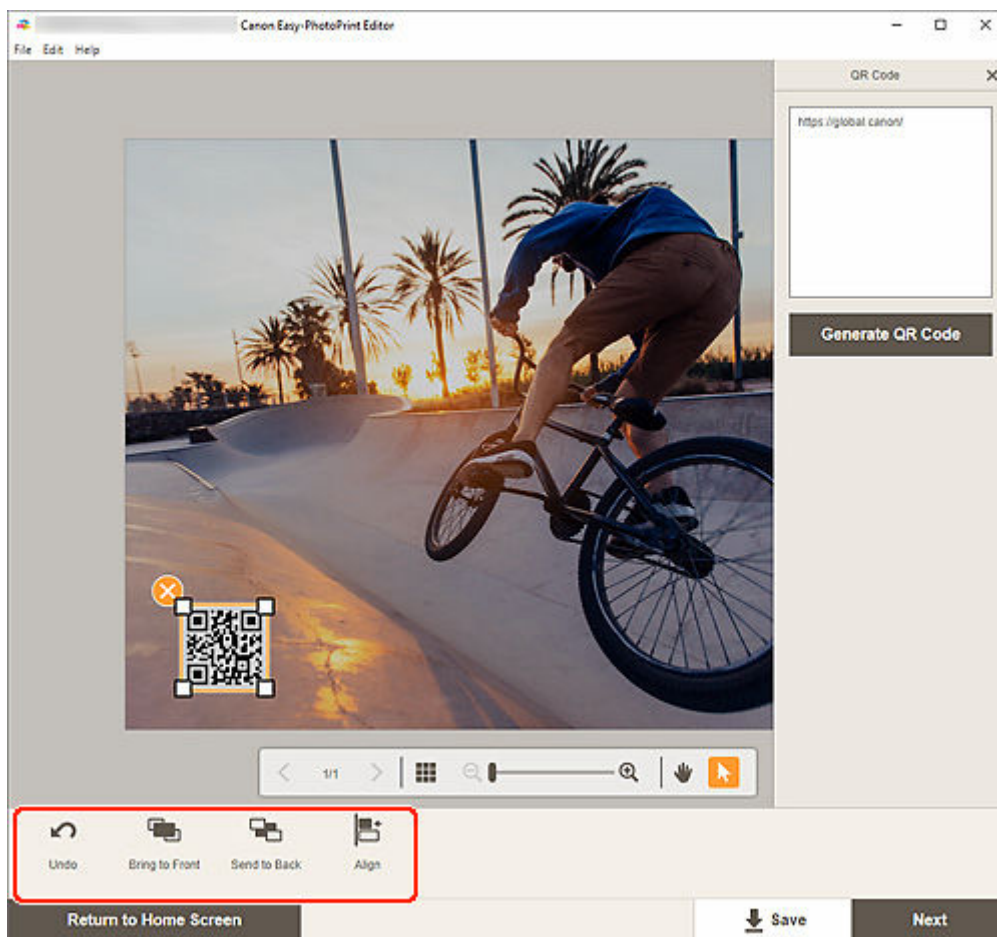 Canon Easy-PhotoPrint Editor
File Edit Help
QR Code
https://global.canon/
Generate QR Code
1/1
Undo
Bring to Front
Send to Back
Align
Return to Home Screen
Save
Next